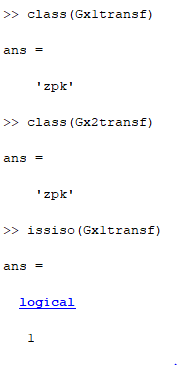 >> class(Gx1transf)
ans =
'zpk'
>> class(Gx2transf)
ans =
'zpk'
>> issiso(Gx1transf)
ans =
logical
1